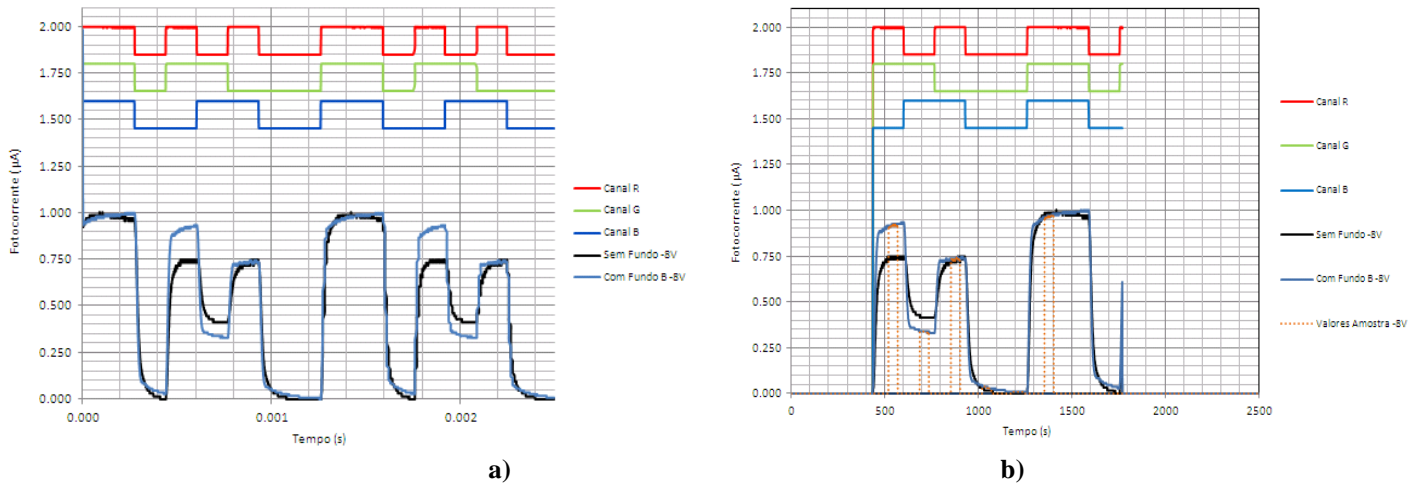 Fotocorrente (µA)
2.000
1.750
1.500
1.250
1.000
0.750
0.500
0.250
0.000
0.000
0.001
0.002
Tempo (s)
Canal R
Canal G
Canal B
Sem Fundo -8V
Com Fundo B -8V
a)
Fotocorrente (µA)
2.000
1.750
1.500
1.250
1.000
0.750
0.500
0.250
0.000
0
500
1000
1500
2000
2500
Tempo (s)
Canal R
Canal G
Canal B
Sem Fundo -8V
Com Fundo B -8V
Valores Amostra -8V
b)